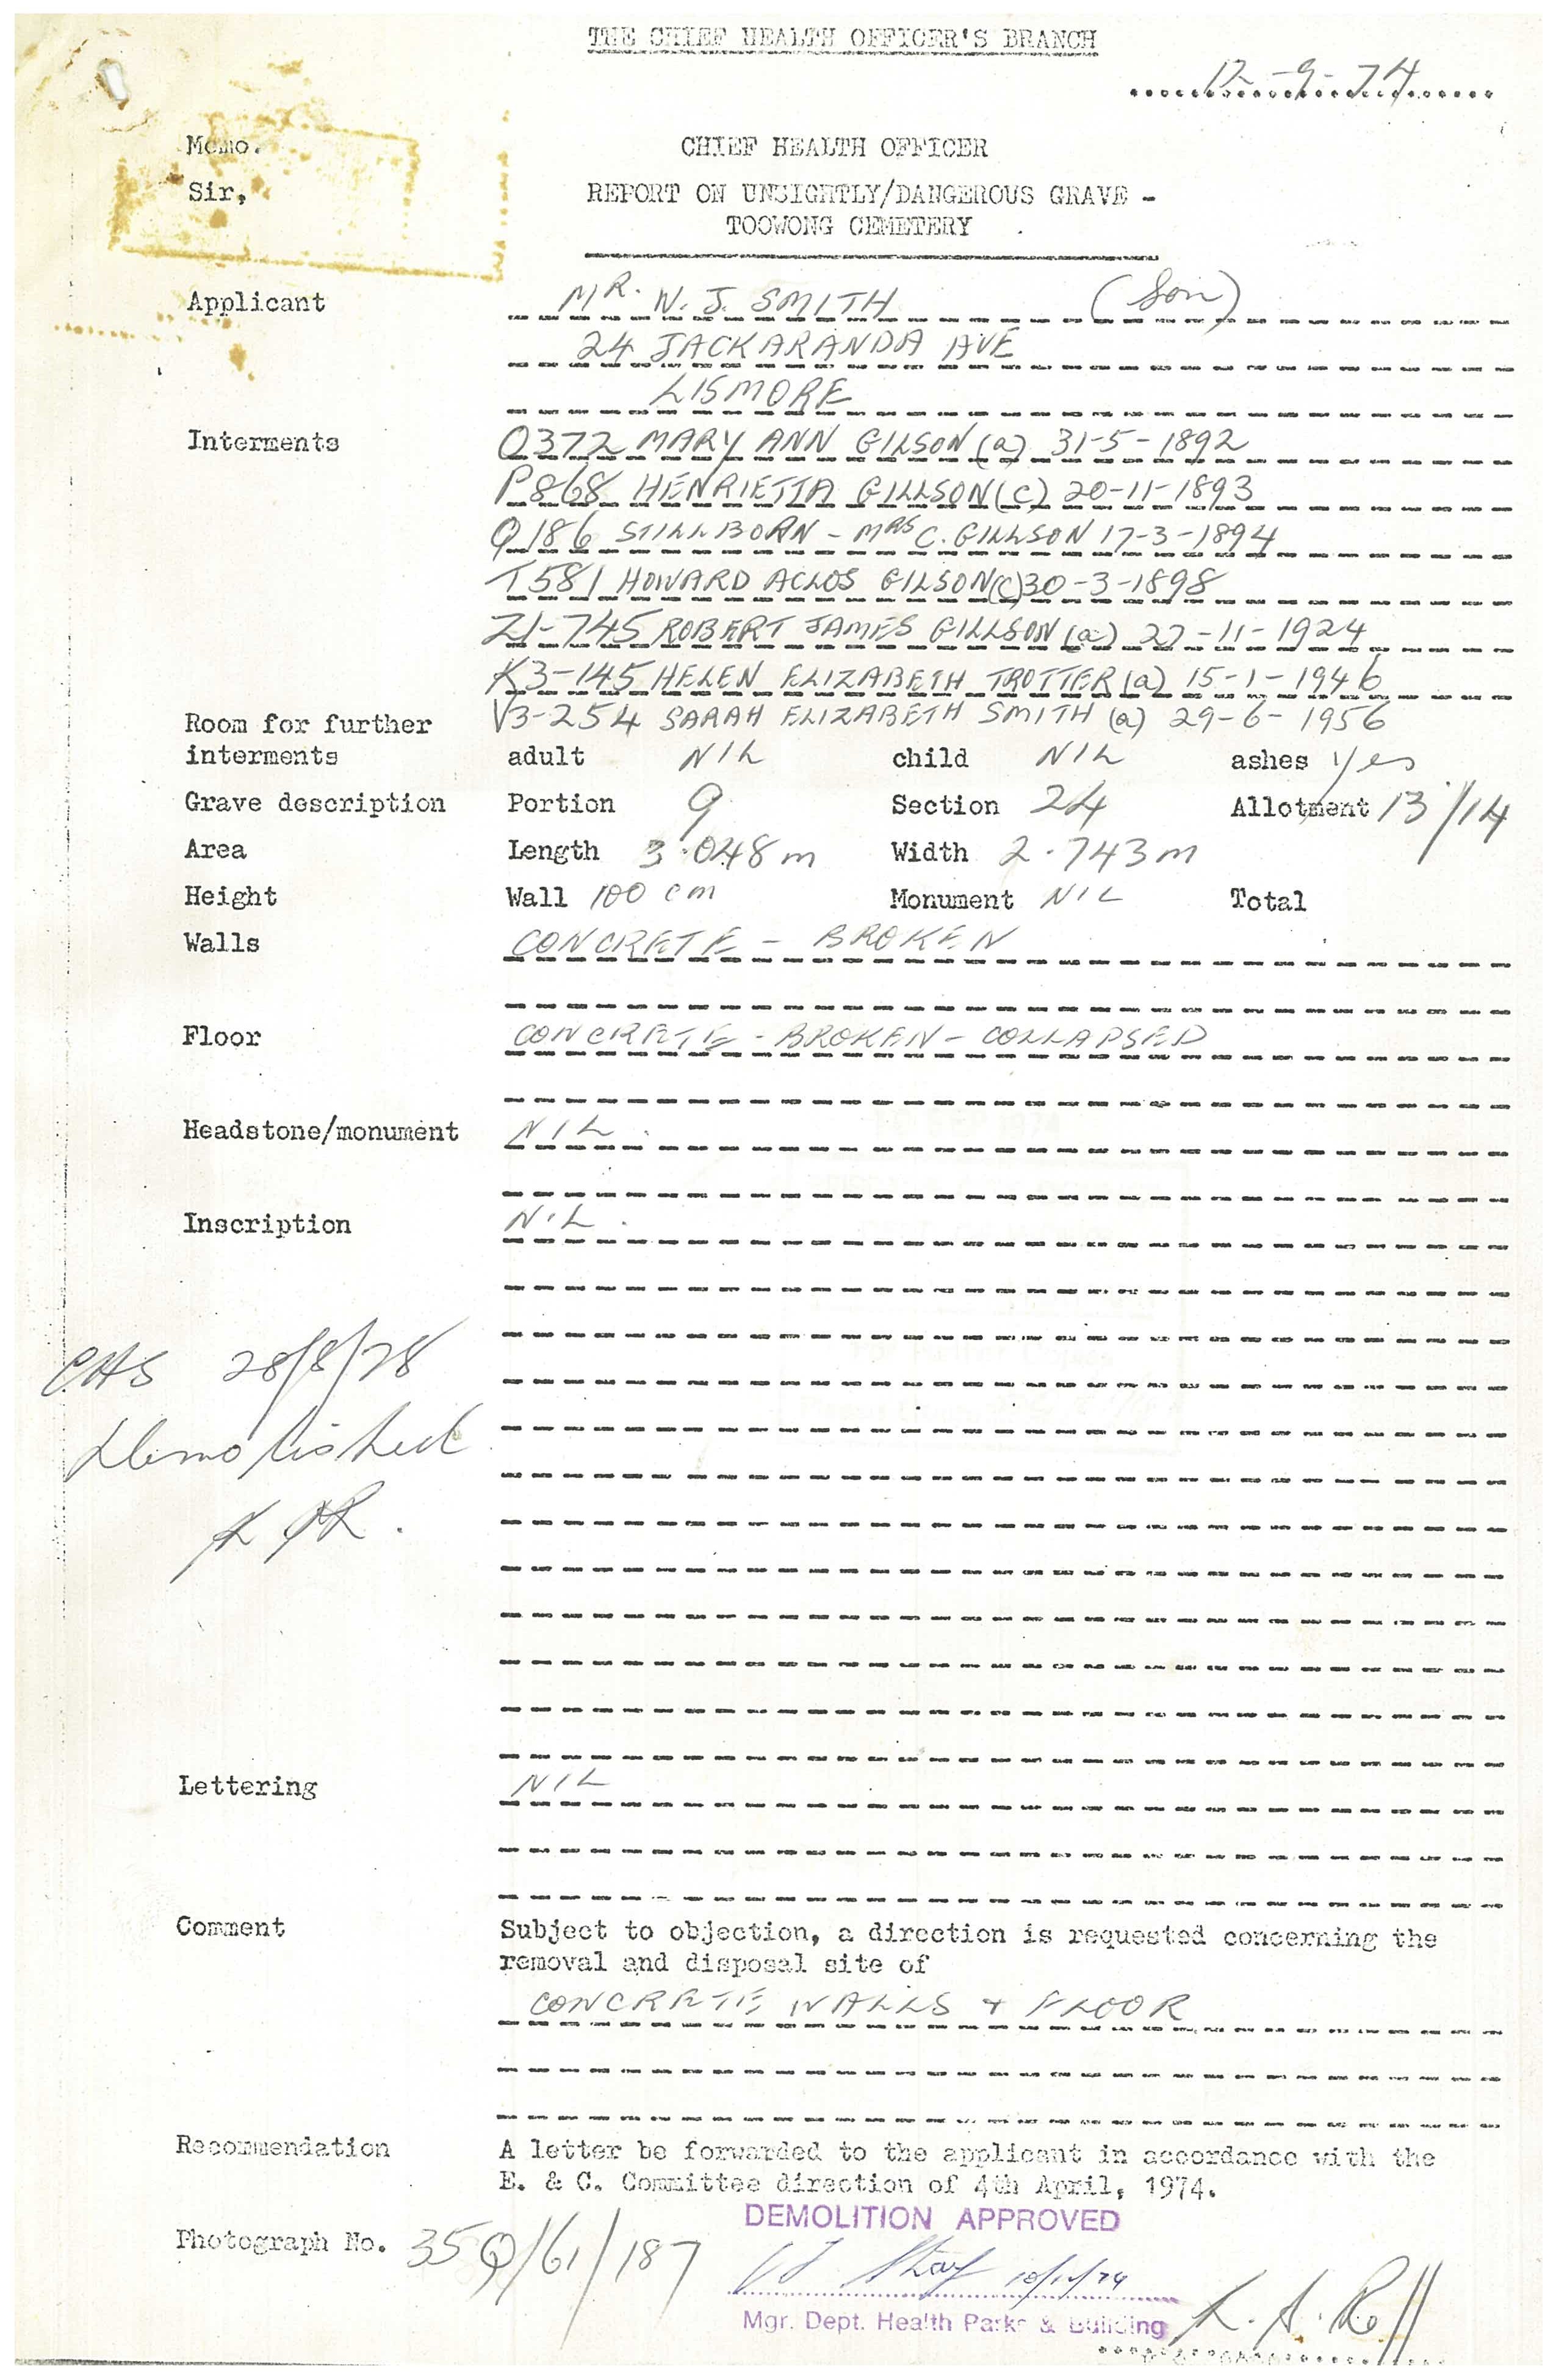 THE CHIEF HEALTH OFFICER'S BRANCH
12-9-74
Memo. CHIEF HEALTH OFFICER
Sir, REPORT ON UNSIGHTLY/DANGEROUS GRAVE -
TOOWONG CEMETERY
Applicant MR. N. J. SMITH (Son)
24 JACKARANDA AVE
LISMORE
Interments O372 MARY ANN GILSON (a) 31-5-1892
P868 HENRIETTA GILLSON (c) 20-11-1893
Q186 STILLBORN - MRS C. GILLSON 17-3-1894
T581 HOWARD ACLOS GILSON (c) 30-3-1898
Z1-745 ROBERT JAMES GILLSON (a) 27-11-1924
K3-145 HELEN ELIZABETH TROTTER (a) 15-1-1946
Room for further V3-254 SARAH ELIZABETH SMITH (a) 29-6-1956
interments adult NIL child NIL ashes yes
Grave description Portion 9 Section 24 Allotment 13/14
Area Length 3.048m Width 2.743m
Height Wall 100 cm Monument NIL Total
Walls CONCRETE - BROKEN
Floor CONCRETE - BROKEN - COLLAPSED
Headstone/monument NIL.
Inscription NIL.
CAS 28/8/78
Demolished
Lettering NIL
Comment Subject to objection, a direction is requested concerning the
removal and disposal site of
CONCRETE WALLS + FLOOR
Recommendation A letter be forwarded to the applicant in accordance with the
E. & C. Committee direction of 4th April, 1974.
DEMOLITION APPROVED
Photograph No. 35Q/61/187
10/12/74
Mgr. Dept. Health Parks & Building